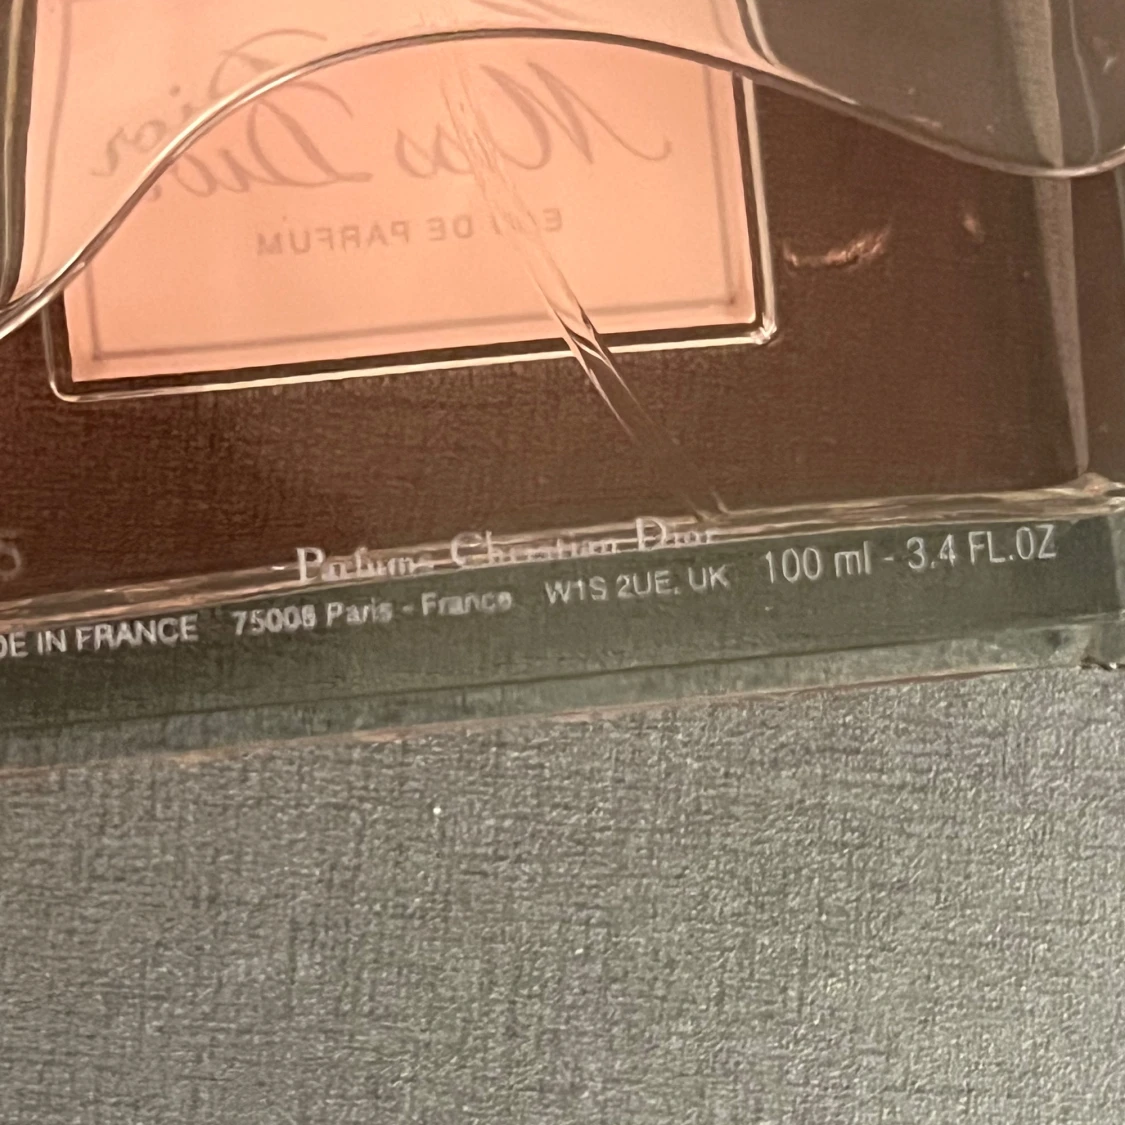 Miss Dior
EAU DE PARFUM
Parfums Christian Dior
DE IN FRANCE 75008 Paris - France W1S 2UE, UK 100 ml - 3,4 FL.OZ